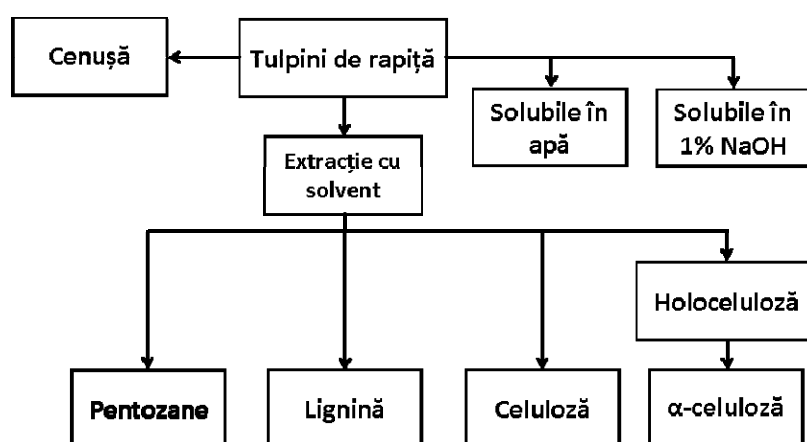 Cenușă
Tulpini de rapiță
Solubile în
apă
Solubile în
1% NaOH
Extracție cu
solvent
Holoceluloză
Pentozane
Lignină
Celuloză
α-celuloză